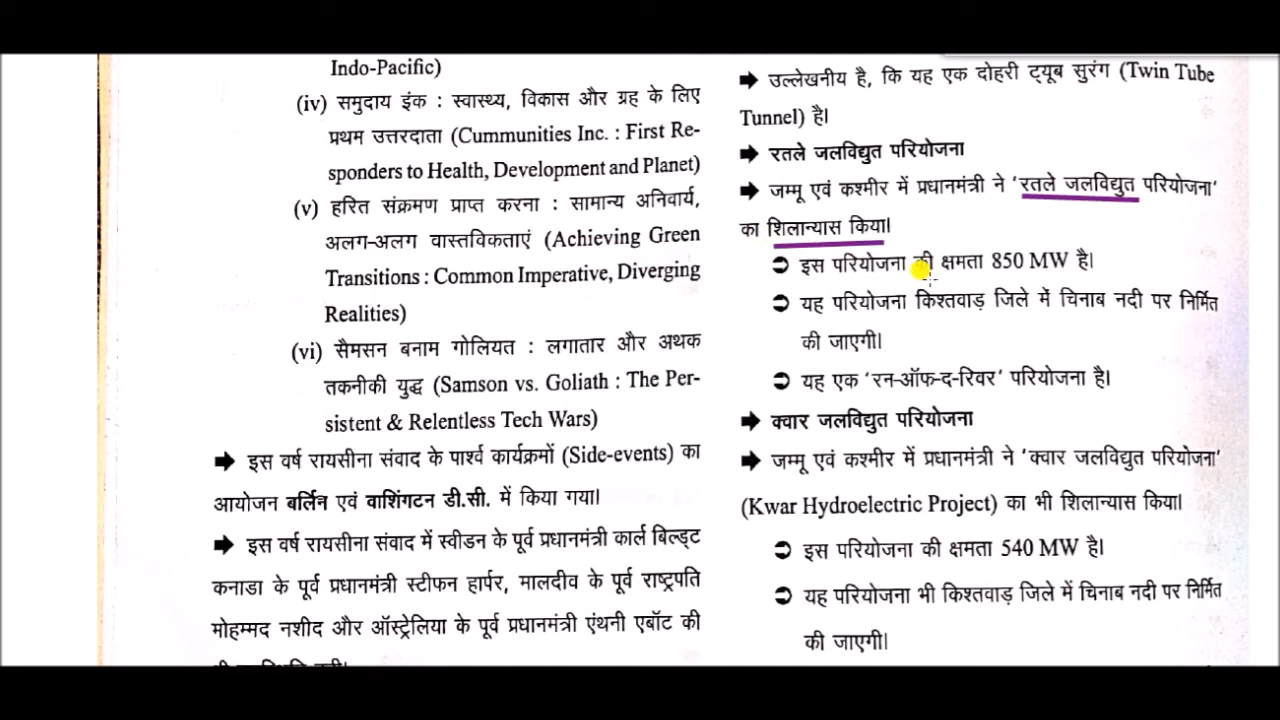 Indo-Pacific)
(iv) समुदाय इंक : स्वास्थ्य, विकास और ग्रह के लिए
प्रथम उत्तरदाता (Cummunities Inc. : First Re-
sponders to Health, Development and Planet)
(v) हरित संक्रमण प्राप्त करना : सामान्य अनिवार्य,
अलग-अलग वास्तविकताएं (Achieving Green
Transitions : Common Imperative, Diverging
Realities)
(vi) सैमसन बनाम गोलियत : लगातार और अथक
तकनीकी युद्ध (Samson vs. Goliath : The Per-
sistent & Relentless Tech Wars)
➡ इस वर्ष रायसीना संवाद के पार्श्व कार्यक्रमों (Side-events) का
आयोजन बर्लिन एवं वाशिंगटन डी.सी. में किया गया।
➡ इस वर्ष रायसीना संवाद में स्वीडन के पूर्व प्रधानमंत्री कार्ल बिल्ड्ट
कनाडा के पूर्व प्रधानमंत्री स्टीफन हार्पर, मालदीव के पूर्व राष्ट्रपति
मोहम्मद नशीद और ऑस्ट्रेलिया के पूर्व प्रधानमंत्री एंथनी एबॉट की
➡ उल्लेखनीय है, कि यह एक दोहरी ट्यूब सुरंग (Twin Tube
Tunnel) है।
➡ रतले जलविद्युत परियोजना
➡ जम्मू एवं कश्मीर में प्रधानमंत्री ने ‘रतले जलविद्युत परियोजना’
का शिलान्यास किया।
➲ इस परियोजना की क्षमता 850 MW है।
➲ यह परियोजना किश्तवाड़ जिले में चिनाब नदी पर निर्मित
की जाएगी।
➲ यह एक ‘रन-ऑफ-द-रिवर’ परियोजना है।
➡ क्वार जलविद्युत परियोजना
➡ जम्मू एवं कश्मीर में प्रधानमंत्री ने ‘क्वार जलविद्युत परियोजना’
(Kwar Hydroelectric Project) का भी शिलान्यास किया।
➲ इस परियोजना की क्षमता 540 MW है।
➲ यह परियोजना भी किश्तवाड़ जिले में चिनाब नदी पर निर्मित
की जाएगी।